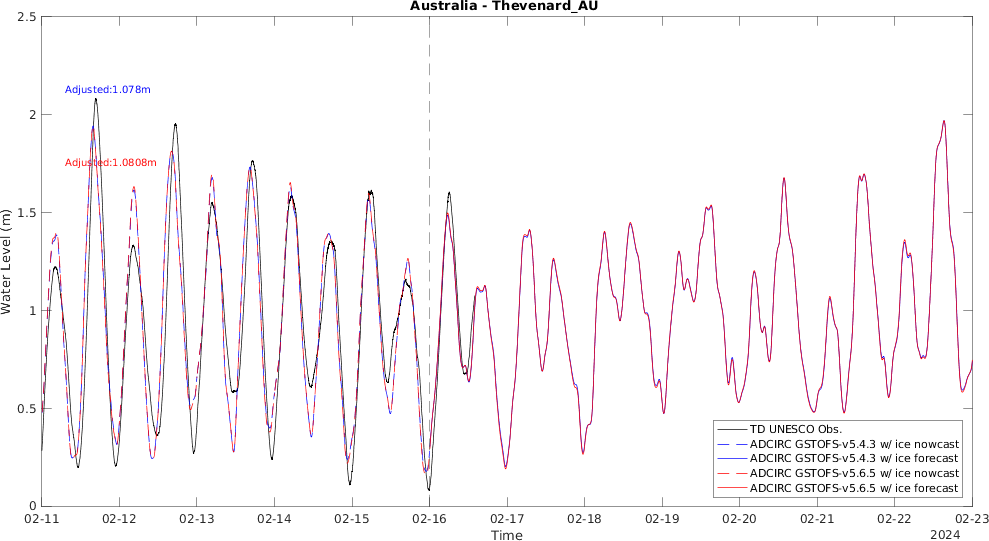 Australia - Thevenard_AU
Water Level (m)
2.5
2
1.5
1
0.5
0
Adjusted:1.078m
Adjusted:1.0808m
TD UNESCO Obs.
ADCIRC GSTOFS-v5.4.3 w/ ice nowcast
ADCIRC GSTOFS-v5.4.3 w/ ice forecast
ADCIRC GSTOFS-v5.6.5 w/ ice nowcast
ADCIRC GSTOFS-v5.6.5 w/ ice forecast
02-11 02-12 02-13 02-14 02-15 02-16 02-17 02-18 02-19 02-20 02-21 02-22 02-23
Time
2024